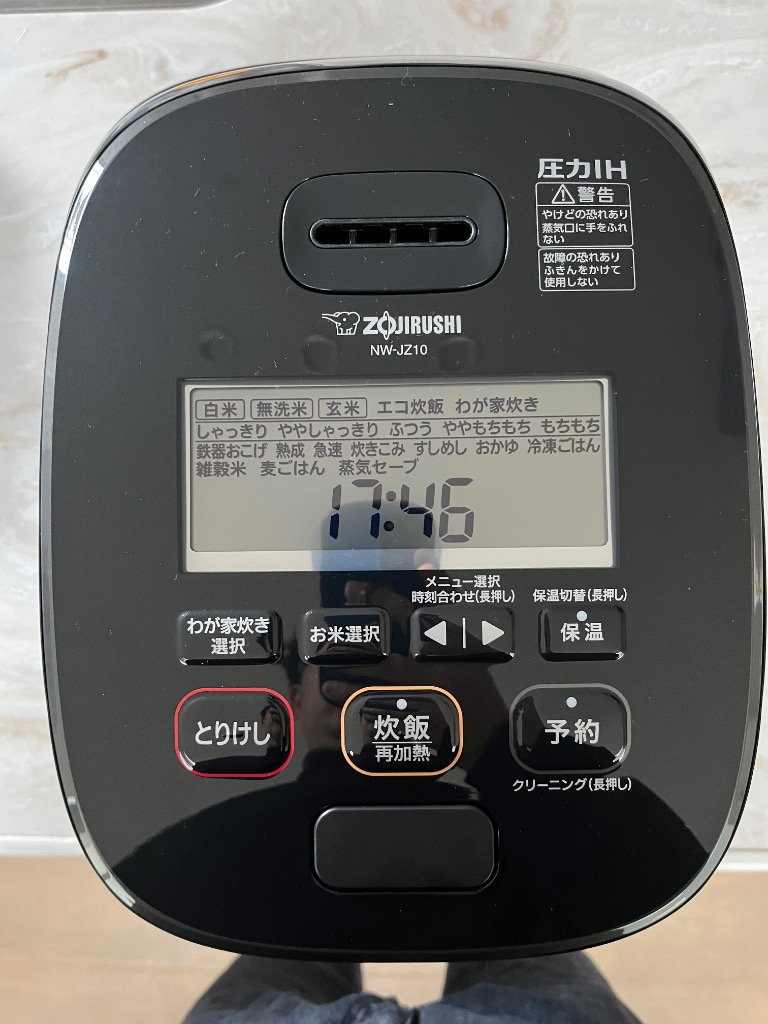 圧力IH
警告
やけどの恐れあり
蒸気口に手をふれ
ない
故障の恐れあり
ふきんをかけて
使用しない
ZOJIRUSHI
NW-JZ10
白米 無洗米 玄米 エコ炊飯 わが家炊き
しゃっきり ややしゃっきり ふつう ややもちもち もちもち
鉄器おこげ 熟成 急速 炊きこみ すしめし おかゆ 冷凍ごはん
雑穀米 麦ごはん 蒸気セーブ
17:46
メニュー選択
時刻合わせ(長押し)
保温切替(長押し)
わが家炊き
選択
お米選択
保温
とりけし
炊飯
再加熱
予約
クリーニング(長押し)